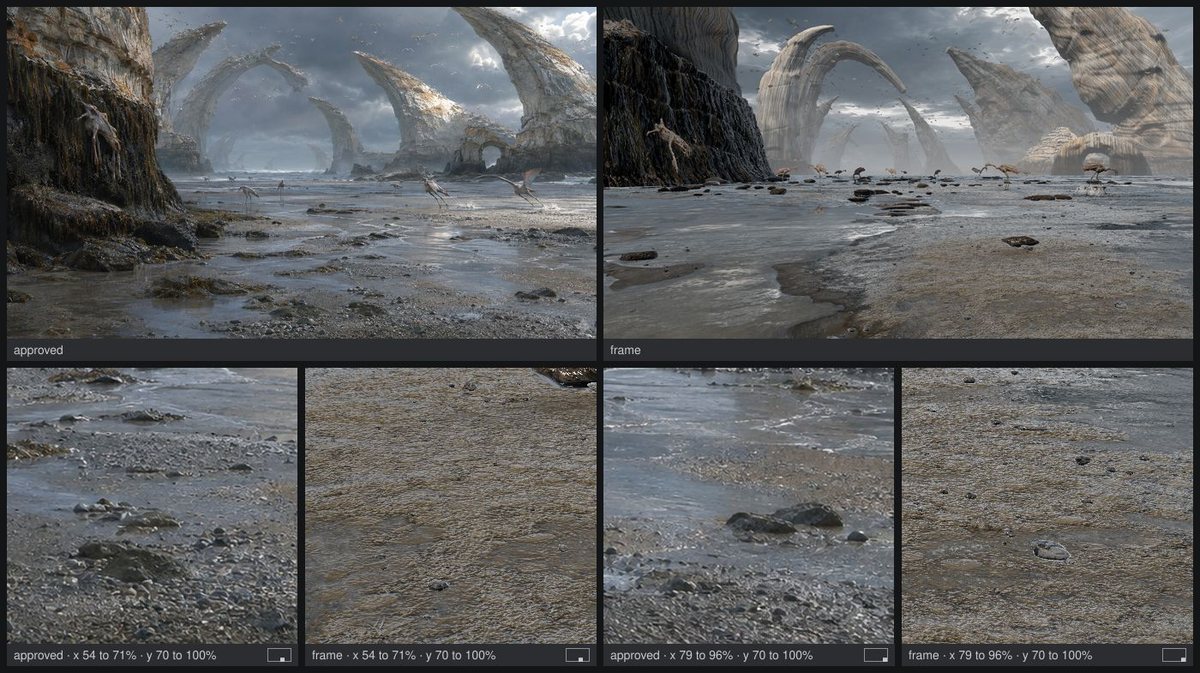 approved
frame
approved · x 54 to 71% · y 70 to 100%
frame · x 54 to 71% · y 70 to 100%
approved · x 79 to 96% · y 70 to 100%
frame · x 79 to 96% · y 70 to 100%